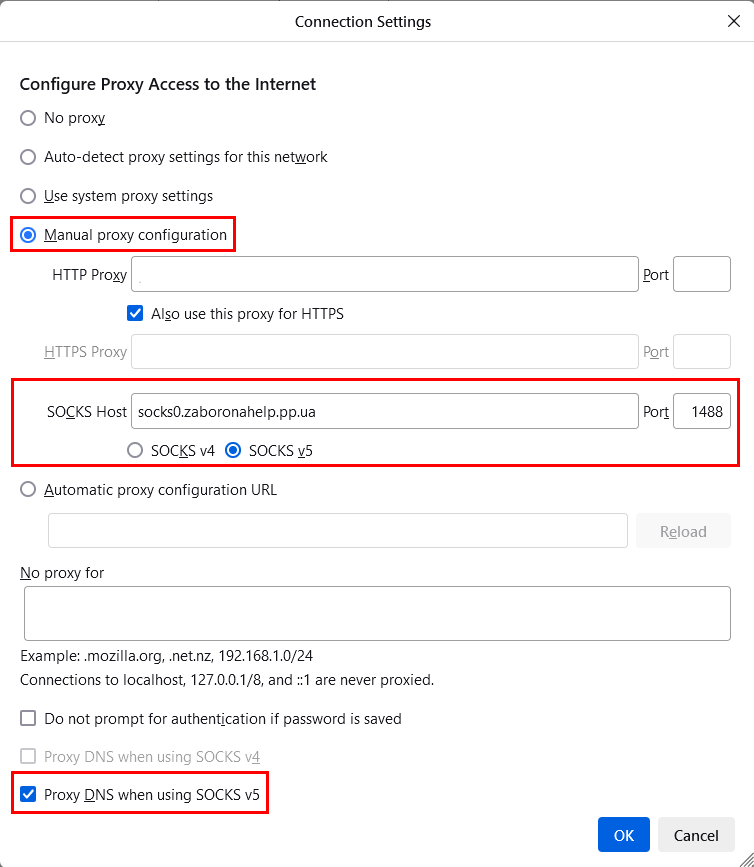 Connection Settings
Configure Proxy Access to the Internet
No proxy
Auto-detect proxy settings for this network
Use system proxy settings
Manual proxy configuration
HTTP Proxy Port
Also use this proxy for HTTPS
HTTPS Proxy Port
SOCKS Host socks0.zaboronahelp.pp.ua Port 1488
SOCKS v4 SOCKS v5
Automatic proxy configuration URL
Reload
No proxy for
Example: .mozilla.org, .net.nz, 192.168.1.0/24
Connections to localhost, 127.0.0.1/8, and ::1 are never proxied.
Do not prompt for authentication if password is saved
Proxy DNS when using SOCKS v4
Proxy DNS when using SOCKS v5
OK Cancel